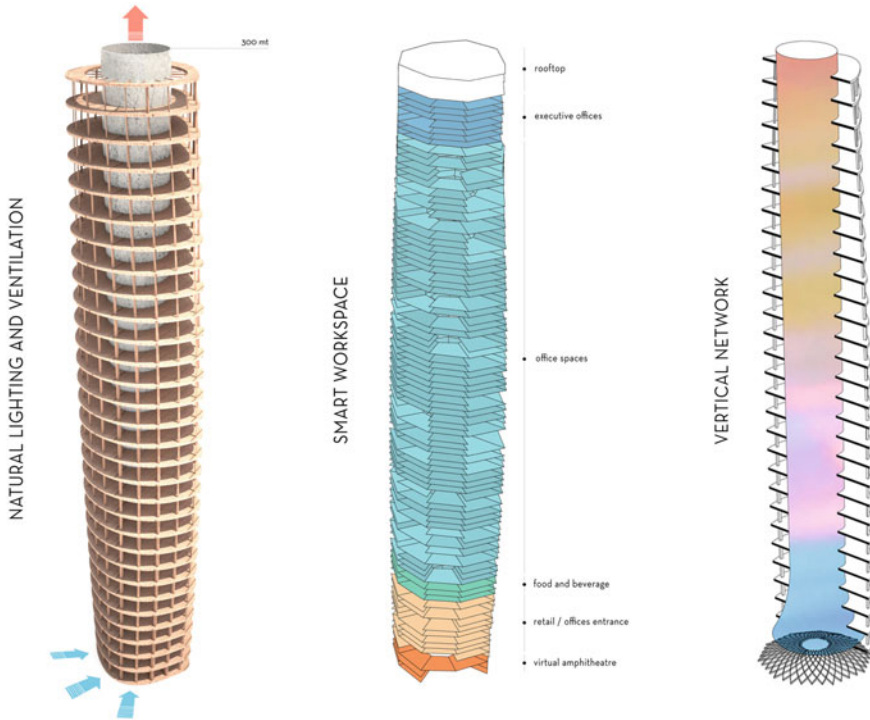 NATURAL LIGHTING AND VENTILATION
300 mt
SMART WORKSPACE
rooftop
executive offices
office spaces
food and beverage
retail / offices entrance
virtual amphitheatre
VERTICAL NETWORK